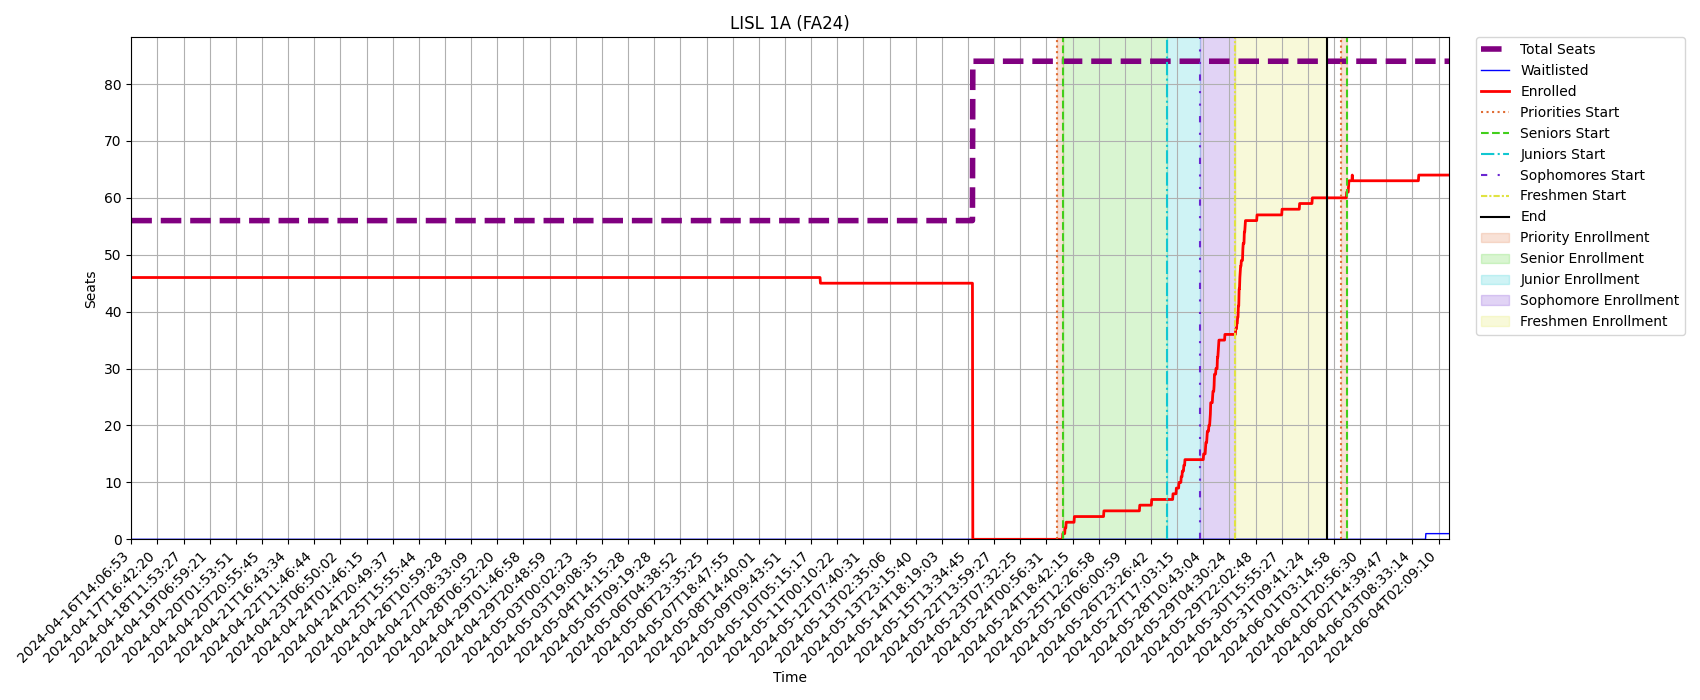 LISL 1A (FA24)
Seats
80
70
60
50
40
30
20
10
0
2024-04-16T14:06:53
2024-04-17T16:42:20
2024-04-18T11:53:27
2024-04-19T06:59:21
2024-04-20T01:53:51
2024-04-20T20:55:45
2024-04-21T16:43:34
2024-04-22T11:46:44
2024-04-23T06:50:02
2024-04-24T01:46:15
2024-04-24T20:49:37
2024-04-25T15:55:44
2024-04-26T10:59:28
2024-04-27T08:33:09
2024-04-28T06:52:20
2024-04-29T01:46:58
2024-04-29T20:48:59
2024-05-03T00:02:23
2024-05-03T19:08:35
2024-05-04T14:15:28
2024-05-05T09:19:28
2024-05-06T04:38:52
2024-05-06T23:35:25
2024-05-07T18:47:55
2024-05-08T14:40:01
2024-05-09T09:43:51
2024-05-10T05:15:17
2024-05-11T00:10:22
2024-05-12T07:40:31
2024-05-13T02:35:06
2024-05-13T23:15:40
2024-05-14T18:19:03
2024-05-15T13:34:45
2024-05-22T13:59:27
2024-05-23T07:32:25
2024-05-24T00:56:31
2024-05-24T18:42:15
2024-05-25T12:26:58
2024-05-26T06:00:59
2024-05-26T23:26:42
2024-05-27T17:03:15
2024-05-28T10:43:04
2024-05-29T04:30:24
2024-05-29T22:02:48
2024-05-30T15:55:27
2024-05-31T09:41:24
2024-06-01T03:14:58
2024-06-01T20:56:30
2024-06-02T14:39:47
2024-06-03T08:33:14
2024-06-04T02:09:10
Time
Total Seats
Waitlisted
Enrolled
Priorities Start
Seniors Start
Juniors Start
Sophomores Start
Freshmen Start
End
Priority Enrollment
Senior Enrollment
Junior Enrollment
Sophomore Enrollment
Freshmen Enrollment